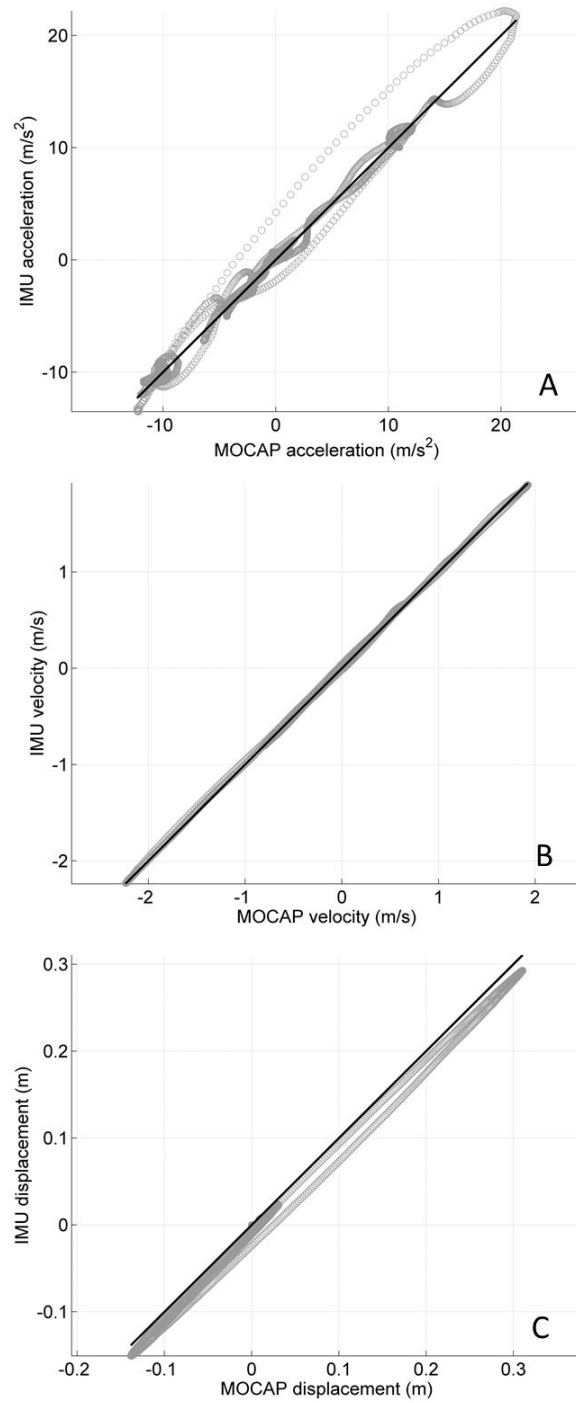 20
10
0
-10
IMU acceleration (m/s²)
A
-10 0 10 20
MOCAP acceleration (m/s²)
1
0
-1
-2
IMU velocity (m/s)
B
-2 -1 0 1 2
MOCAP velocity (m/s)
0.3
0.2
0.1
0
-0.1
IMU displacement (m)
C
-0.2 -0.1 0 0.1 0.2 0.3
MOCAP displacement (m)